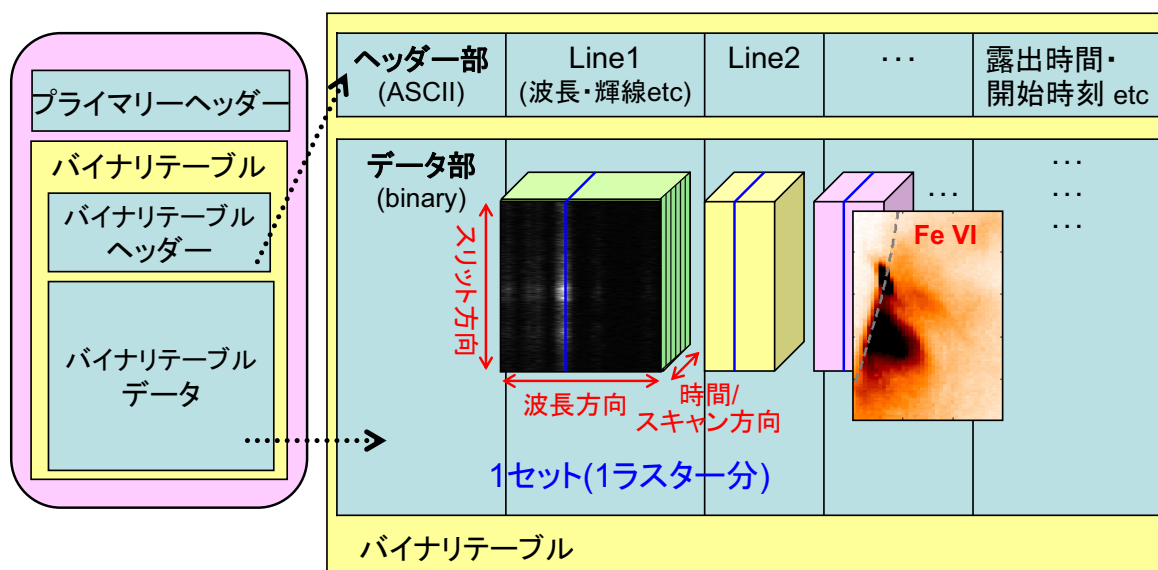 プライマリーヘッダー
バイナリテーブル
バイナリテーブル
ヘッダー
バイナリテーブル
データ
ヘッダー部
(ASCII)
Line1
(波長・輝線etc)
Line2
・・・
露出時間・
開始時刻 etc
データ部
(binary)
スリット方向
波長方向
時間/
スキャン方向
・・・
Fe VI
・・・
・・・
・・・
1セット(1ラスター分)
バイナリテーブル